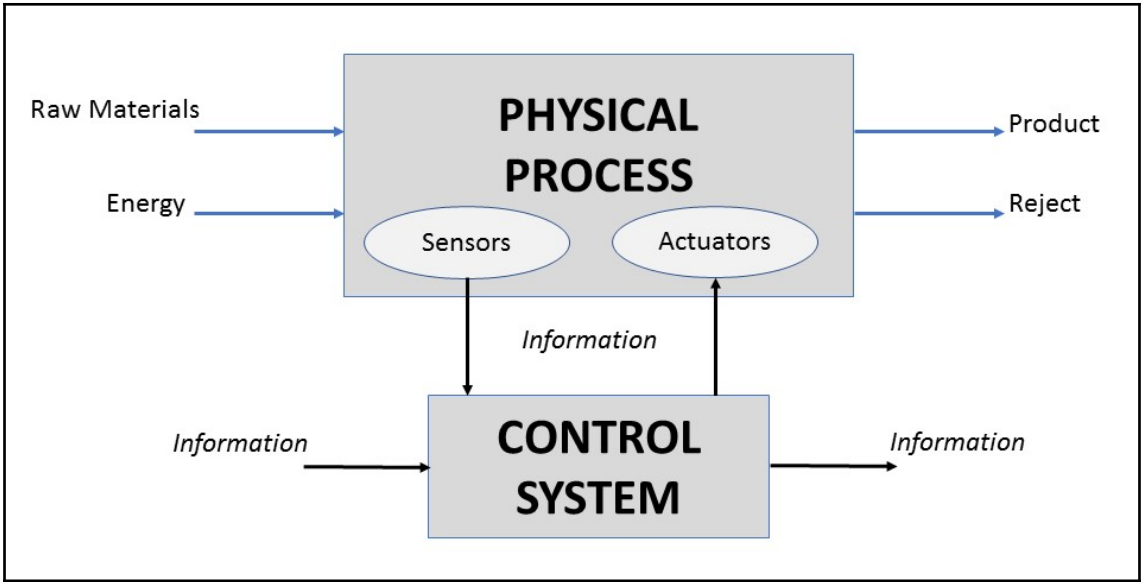 Raw Materials
PHYSICAL
PROCESS
Product
Energy
Reject
Sensors
Actuators
Information
Information
CONTROL
SYSTEM
Information